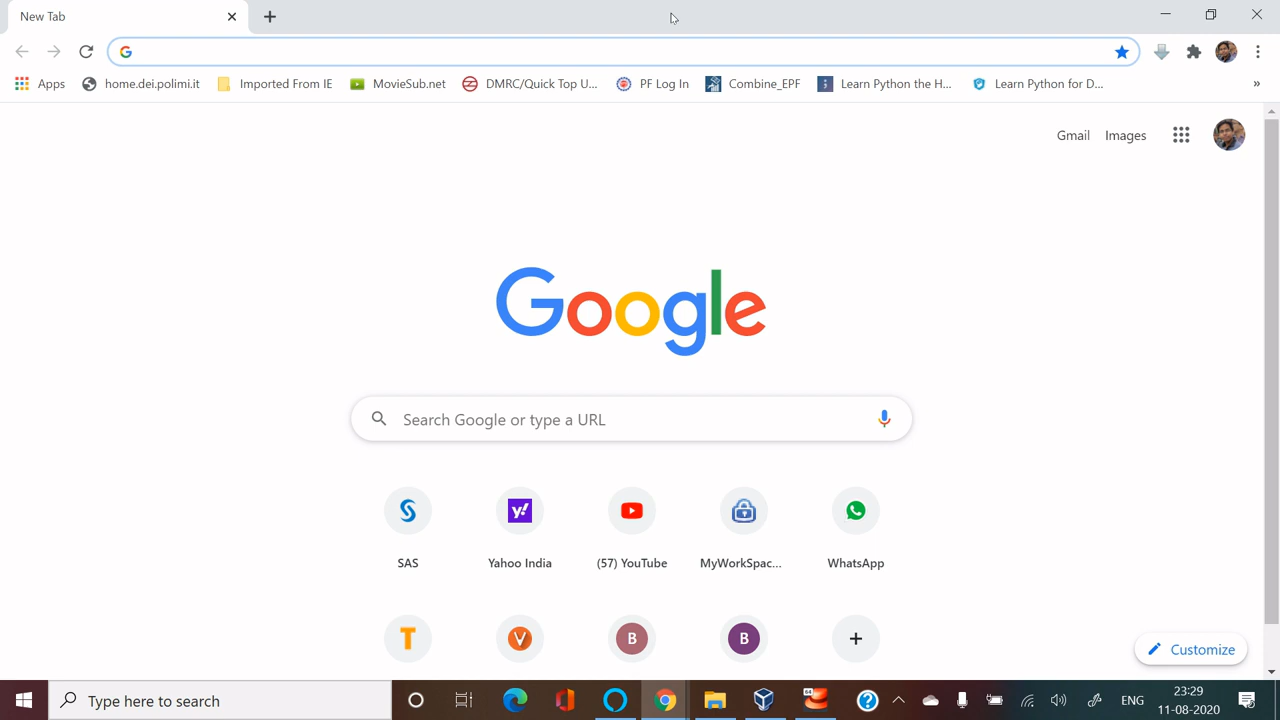 New Tab
Apps home.dei.polimi.it Imported From IE MovieSub.net DMRC/Quick Top U... PF Log In Combine_EPF Learn Python the H... Learn Python for D... »
Gmail Images
Google
Search Google or type a URL
SAS Yahoo India (57) YouTube MyWorkSpac... WhatsApp
T V B B
Customize
Type here to search
64
ENG
23:29
11-08-2020